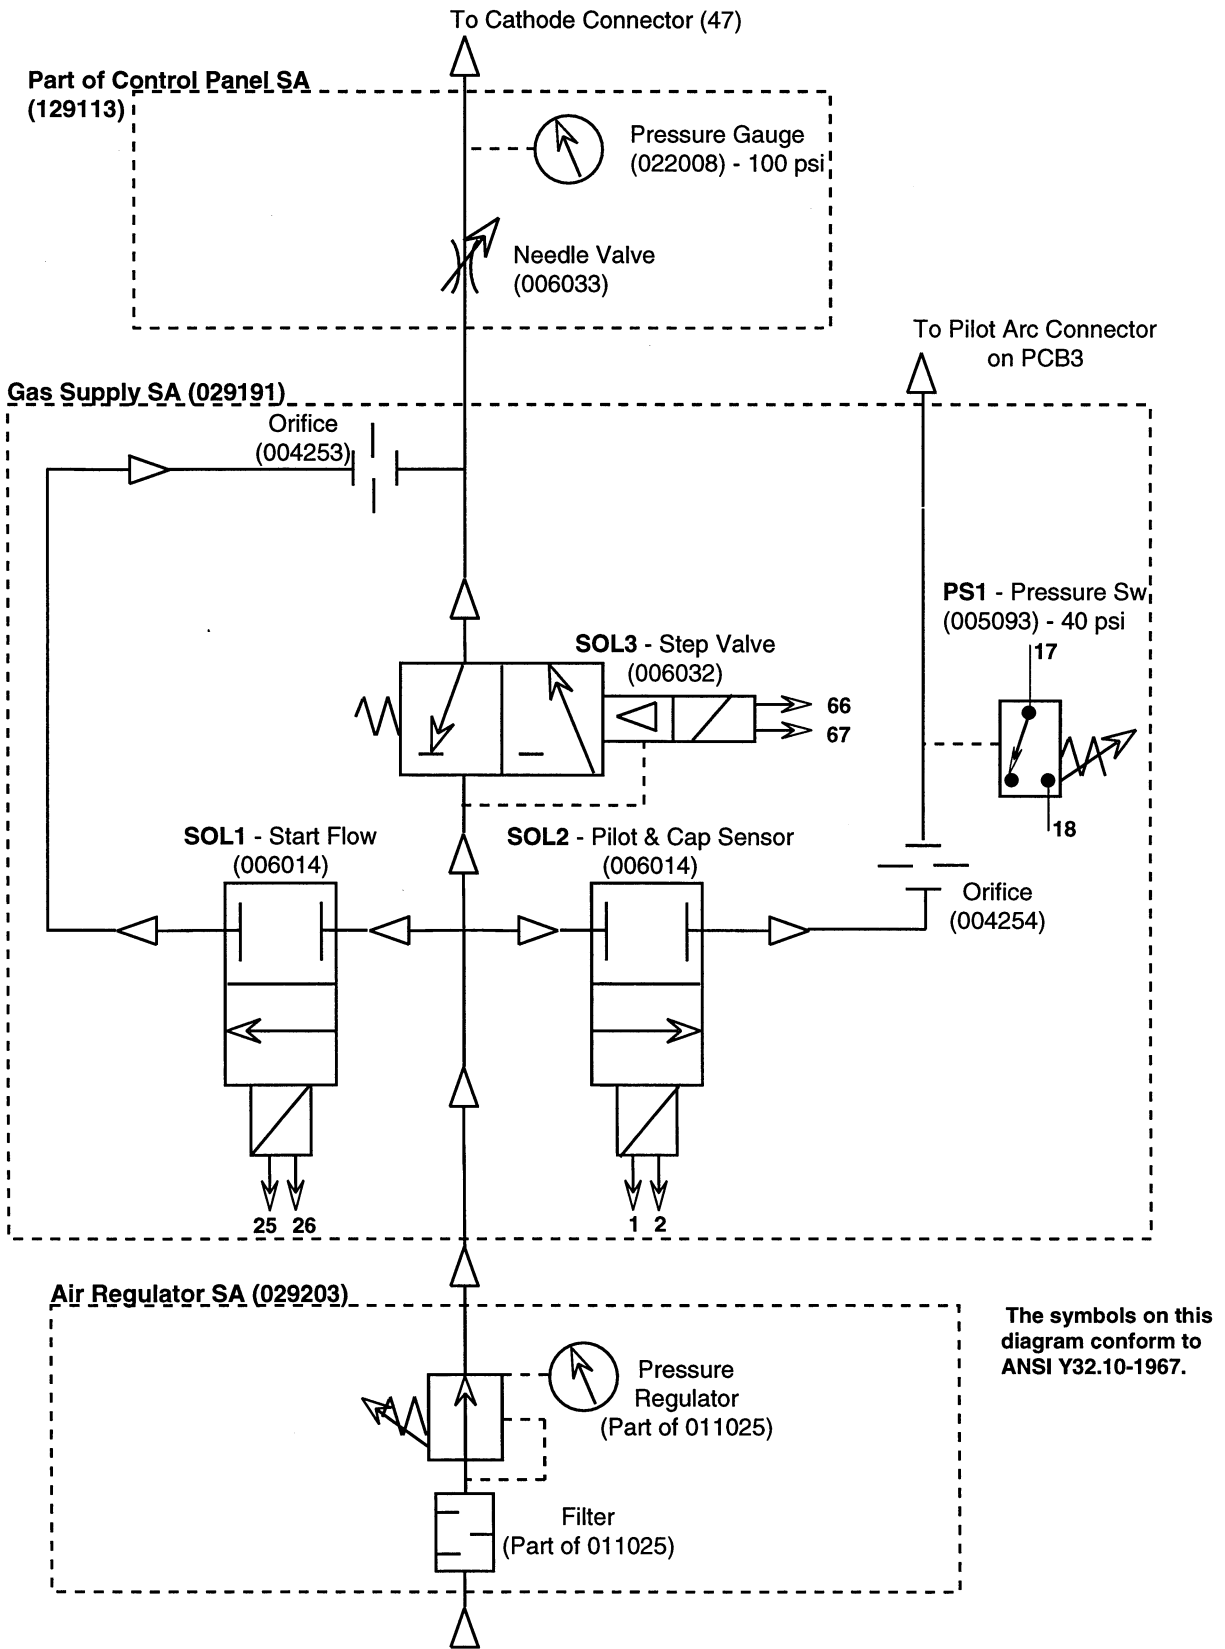 To Cathode Connector (47)
Part of Control Panel SA
(129113)
Pressure Gauge
(022008) - 100 psi
Needle Valve
(006033)
To Pilot Arc Connector
on PCB3
Gas Supply SA (029191)
Orifice
(004253)
PS1 - Pressure Sw
(005093) - 40 psi
17
SOL3 - Step Valve
(006032)
66
67
18
SOL1 - Start Flow
(006014)
SOL2 - Pilot & Cap Sensor
(006014)
Orifice
(004254)
25 26
1 2
Air Regulator SA (029203)
The symbols on this
diagram conform to
ANSI Y32.10-1967.
Pressure
Regulator
(Part of 011025)
Filter
(Part of 011025)